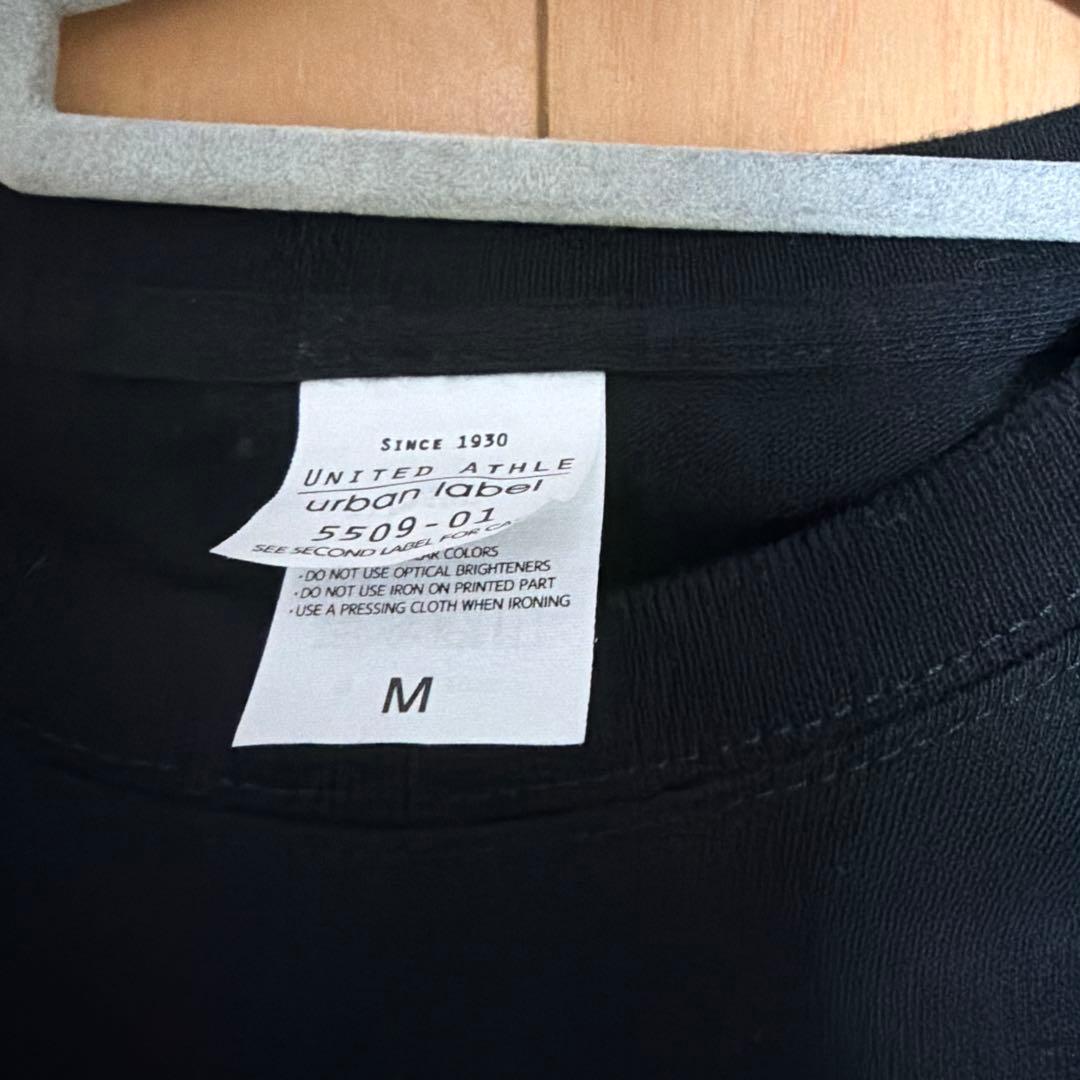 SINCE 1930
UNITED ATHLE
urban label
5509-01
SEE SECOND LABEL FOR
COLORS
• DO NOT USE OPTICAL BRIGHTENERS
• DO NOT USE IRON ON PRINTED PART
• USE A PRESSING CLOTH WHEN IRONING
M